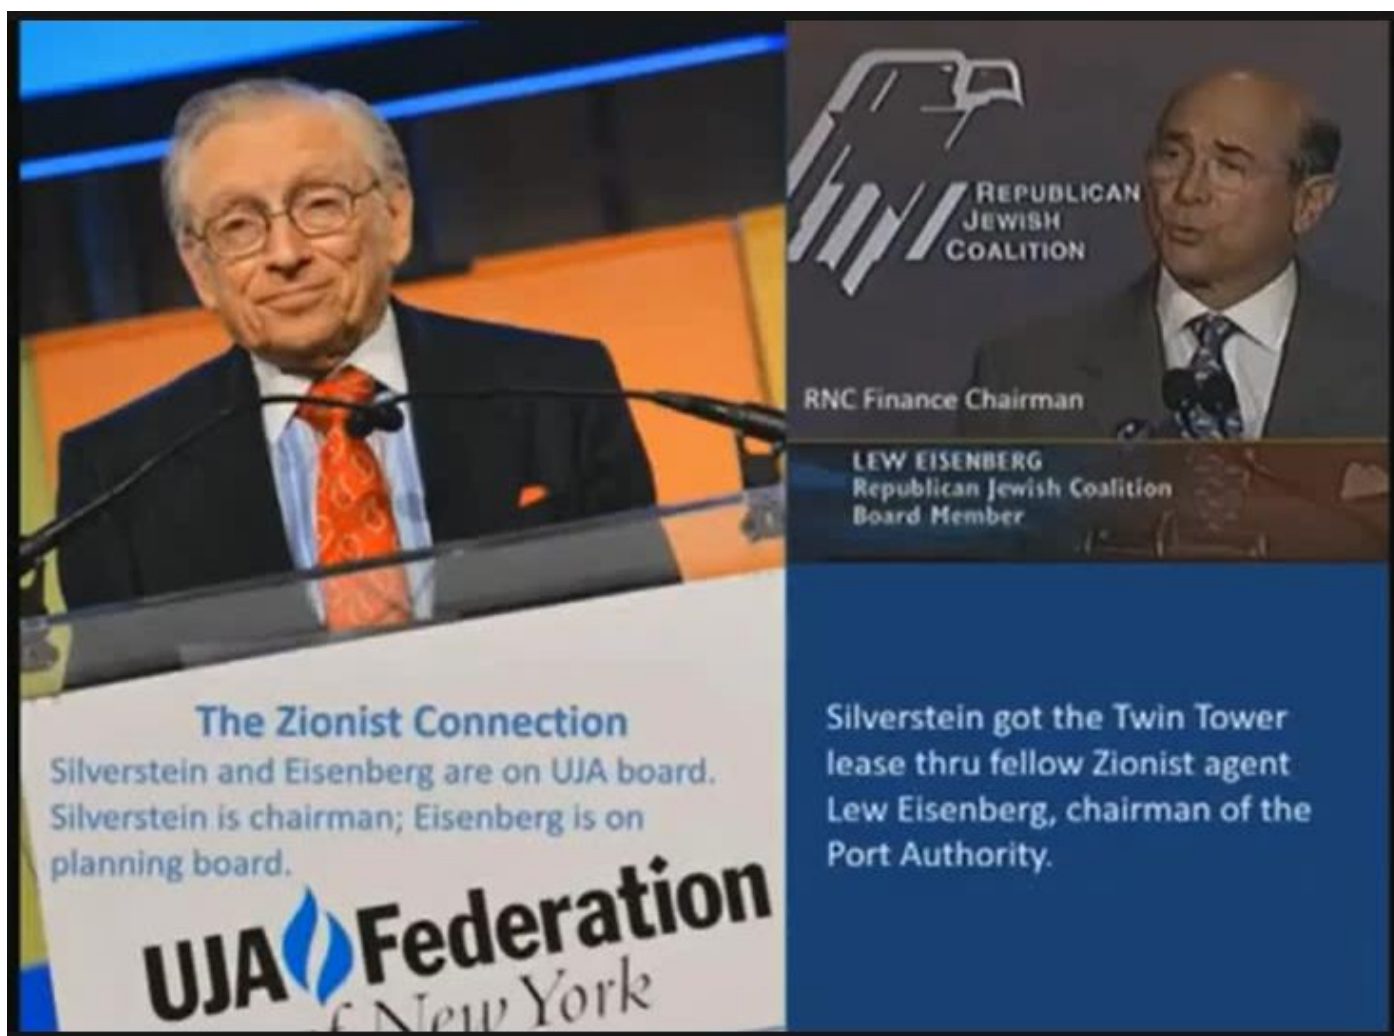 The Zionist Connection
Silverstein and Eisenberg are on UJA board.
Silverstein is chairman; Eisenberg is on
planning board.
UJA Federation
of New York
REPUBLICAN
JEWISH
COALITION
RNC Finance Chairman
LEW EISENBERG
Republican Jewish Coalition
Board Member
Silverstein got the Twin Tower
lease thru fellow Zionist agent
Lew Eisenberg, chairman of the
Port Authority.